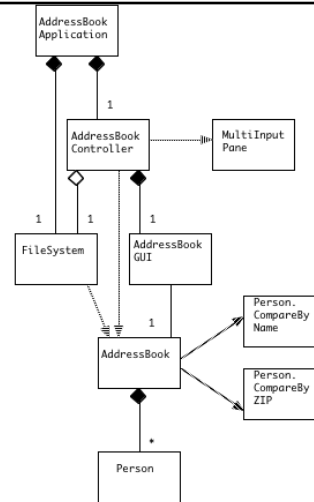 AddressBook
Application
1
AddressBook
Controller
MultiInput
Pane
1
1
1
FileSystem
AddressBook
GUI
Person.
CompareBy
Name
1
AddressBook
Person.
CompareBy
ZIP
*
Person